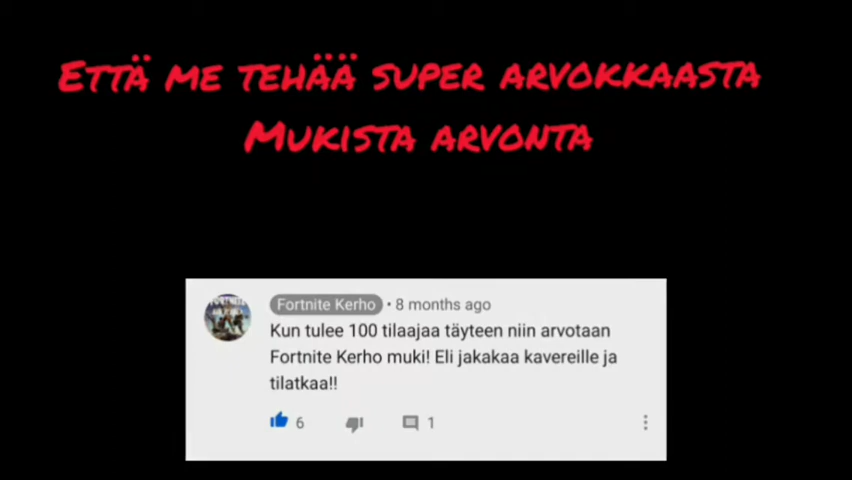 Että me tehää super arvokkaasta
Mukista arvonta
Fortnite Kerho • 8 months ago
Kun tulee 100 tilaajaa täyteen niin arvotaan
Fortnite Kerho muki! Eli jakakaa kavereille ja
tilatkaa!!
6 1